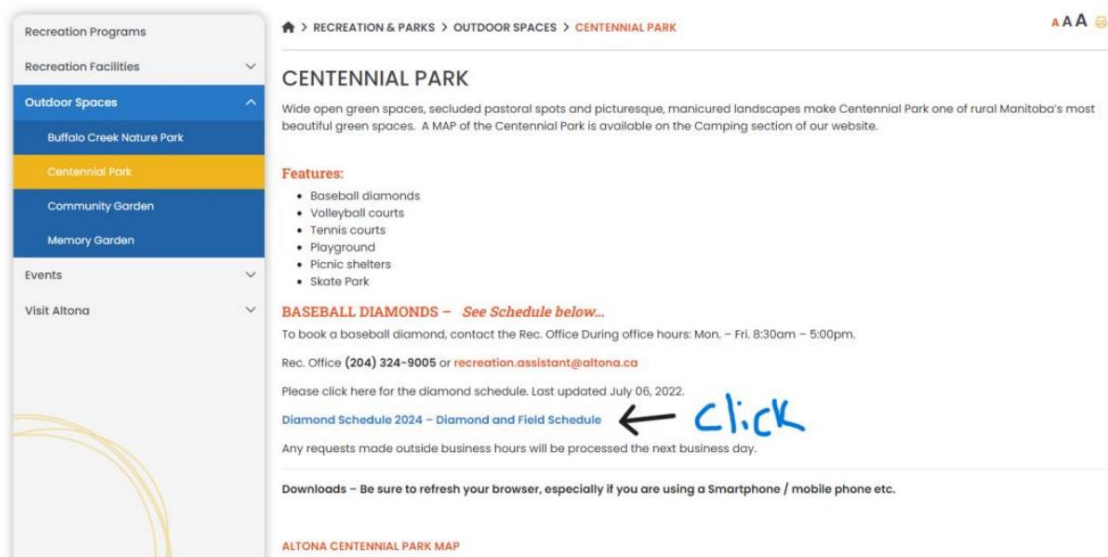 Recreation Programs
Recreation Facilities
Outdoor Spaces
Buffalo Creek Nature Park
Centennial Park
Community Garden
Memory Garden
Events
Visit Altona
> RECREATION & PARKS > OUTDOOR SPACES > CENTENNIAL PARK
A A A
CENTENNIAL PARK
Wide open green spaces, secluded pastoral spots and picturesque, manicured landscapes make Centennial Park one of rural Manitoba's most
beautiful green spaces. A MAP of the Centennial Park is available on the Camping section of our website.
Features:
• Baseball diamonds
• Volleyball courts
• Tennis courts
• Playground
• Picnic shelters
• Skate Park
BASEBALL DIAMONDS – See Schedule below...
To book a baseball diamond, contact the Rec. Office During office hours: Mon. – Fri. 8:30am – 5:00pm.
Rec. Office (204) 324-9005 or recreation.assistant@altona.ca
Please click here for the diamond schedule. Last updated July 06, 2022.
Diamond Schedule 2024 – Diamond and Field Schedule
click
Any requests made outside business hours will be processed the next business day.
Downloads – Be sure to refresh your browser, especially if you are using a Smartphone / mobile phone etc.
ALTONA CENTENNIAL PARK MAP